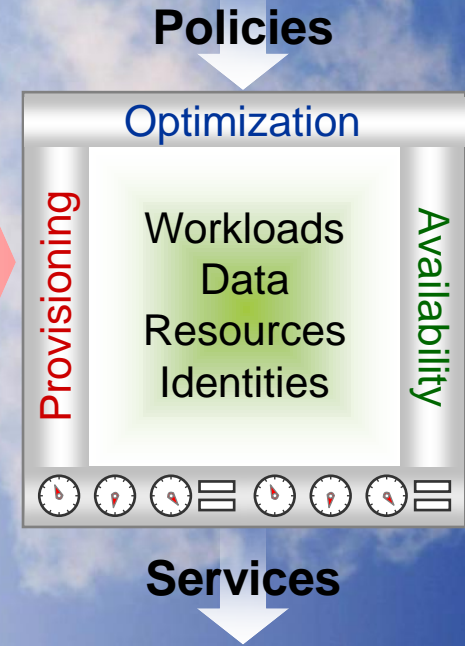 Policies
Optimization
Provisioning
Workloads
Data
Resources
Identities
Availability
Services